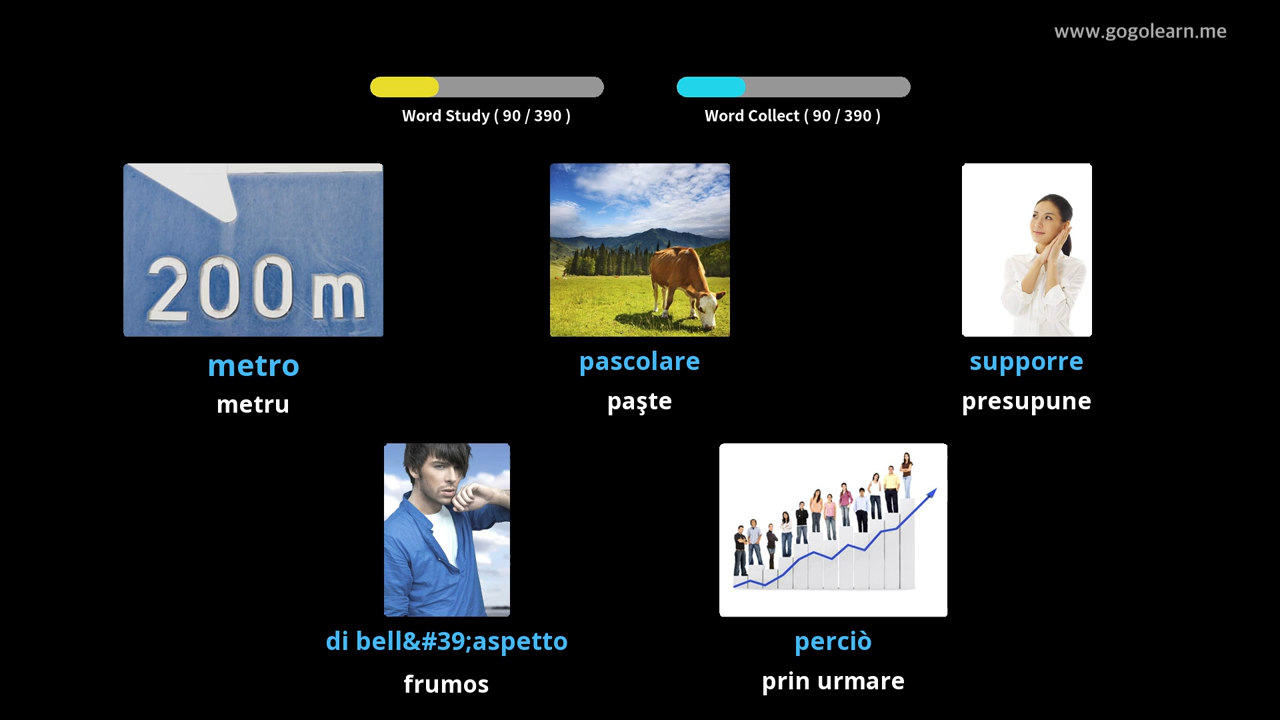 www.gogolearn.me
Word Study ( 90 / 390 )
Word Collect ( 90 / 390 )
200 m
metro
metru
pascolare
paşte
supporre
presupune
di bell&#39;aspetto
frumos
perciò
prin urmare